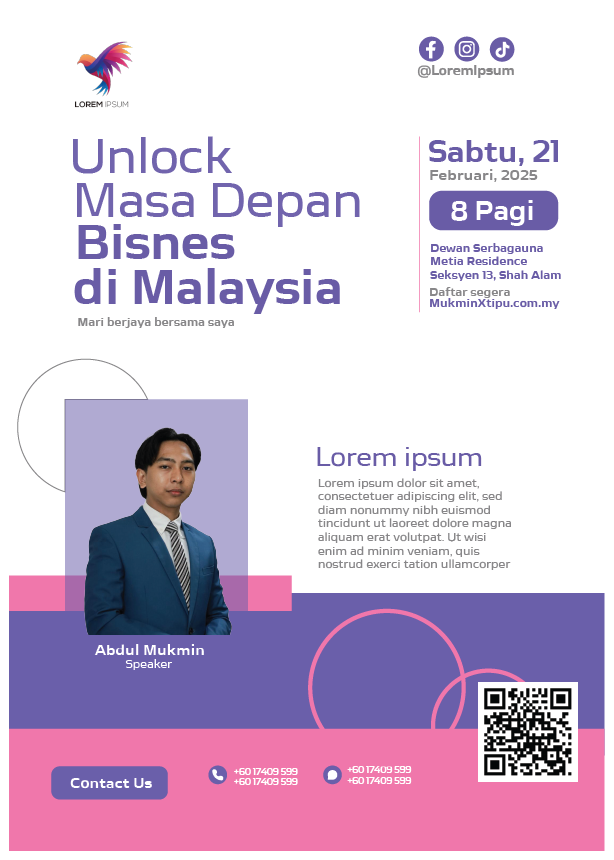 LOREM IPSUM
@LoremIpsum
Unlock
Masa Depan
Bisnes
di Malaysia
Mari berjaya bersama saya
Sabtu, 21
Februari, 2025
8 Pagi
Dewan Serbagauna
Metia Residence
Seksyen 13, Shah Alam
Daftar segera
MukminXtipu.com.my
Lorem ipsum
Lorem ipsum dolor sit amet,
consectetuer adipiscing elit, sed
diam nonummy nibh euismod
tincidunt ut laoreet dolore magna
aliquam erat volutpat. Ut wisi
enim ad minim veniam, quis
nostrud exerci tation ullamcorper
Abdul Mukmin
Speaker
Contact Us
+60 17409 599
+60 17409 599
+60 17409 599
+60 17409 599